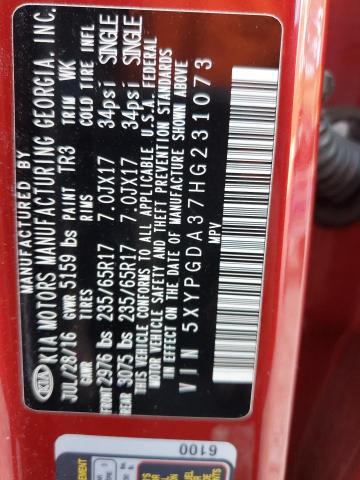 KIA KIA MOTORS MANUFACTURING GEORGIA. INC.
MANUFACTURED BY
JUL/28/16 GVWR 5159 lbs PAINT TR3 TRIM WK
GAWR TIRES RIMS COLD TIRE INFL
FRONT 2976 lbs 235/65R17 7.0JX17 34psi SINGLE
REAR 3075 lbs 235/65R17 7.0JX17 34psi SINGLE
THIS VEHICLE CONFORMS TO ALL APPLICABLE U.S.A. FEDERAL
MOTOR VEHICLE SAFETY AND THEFT PREVENTION STANDARDS
IN EFFECT ON THE DATE OF MANUFACTURE SHOWN ABOVE
VIN 5XYPGDA37HG231073
MPV
6100